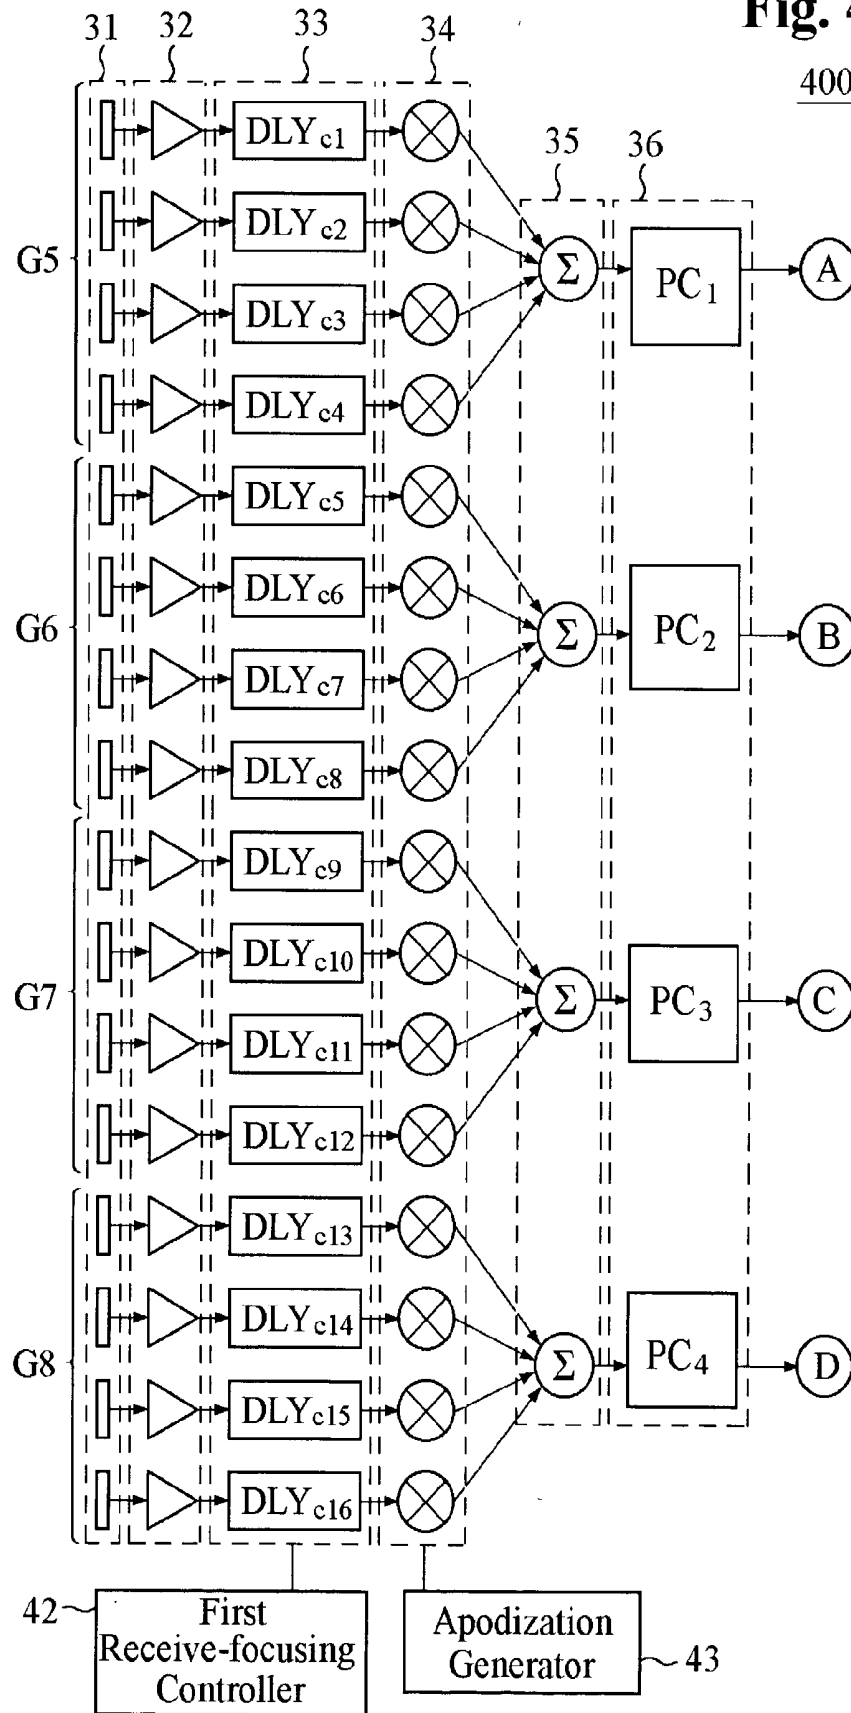 Fig. 4
400
31 32 33 34
35 36
G5
DLYc1
DLYc2
DLYc3
DLYc4
Σ PC1 A
G6
DLYc5
DLYc6
DLYc7
DLYc8
Σ PC2 B
G7
DLYc9
DLYc10
DLYc11
DLYc12
Σ PC3 C
G8
DLYc13
DLYc14
DLYc15
DLYc16
Σ PC4 D
42
First
Receive-focusing
Controller
Apodization
Generator
43